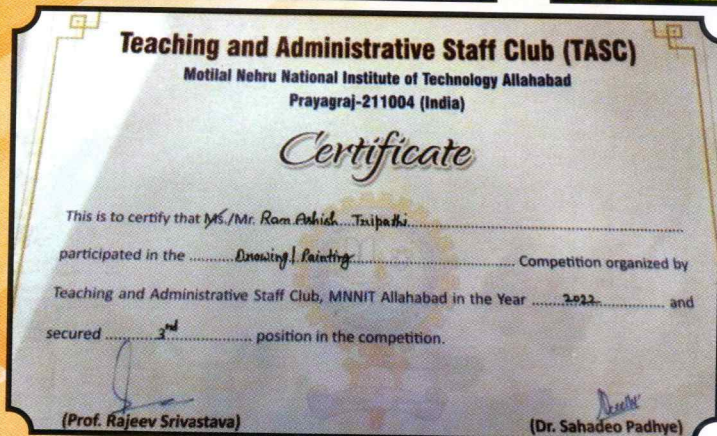 Teaching and Administrative Staff Club (TASC)
Motilal Nehru National Institute of Technology Allahabad
Prayagraj-211004 (India)
Certificate
This is to certify that Ms./Mr. Ram Ashish Tripathi
participated in the ........ Drawing/ Painting ........ Competition organized by
Teaching and Administrative Staff Club, MNNIT Allahabad in the Year ........ 2022 ........ and
secured ........ 3nd ........ position in the competition.
(Prof. Rajeev Srivastava)
(Dr. Sahadeo Padhye)